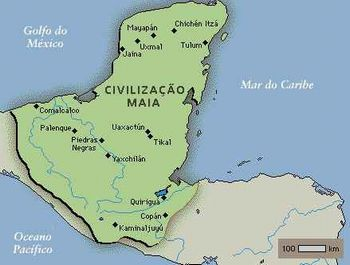 Golfo do
México
Mayapán
Chichén Itzá
Uxmal
Tulum
Jaina
CIVILIZAÇÃO
MAIA
Mar do Caribe
Comalcalco
Palenque
Uaxactún
Piedras
Negras
Tikal
Yaxchilán
Quiriguá
Copán
Kaminaljuyú
Oceano
Pacífico
100 km